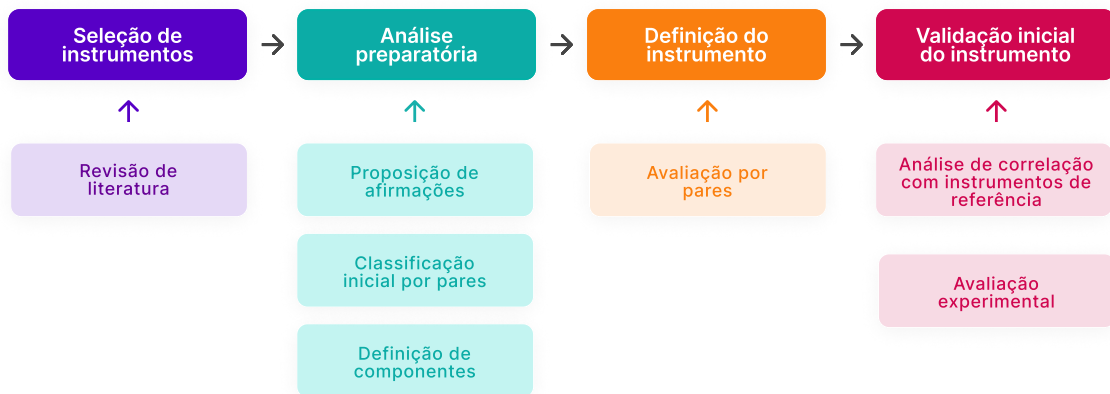 Seleção de
instrumentos
Análise
preparatória
Definição do
instrumento
Validação inicial
do instrumento
Revisão de
literatura
Proposição de
afirmações
Classificação
inicial por pares
Definição de
componentes
Avaliação por
pares
Análise de correlação
com instrumentos de
referência
Avaliação
experimental